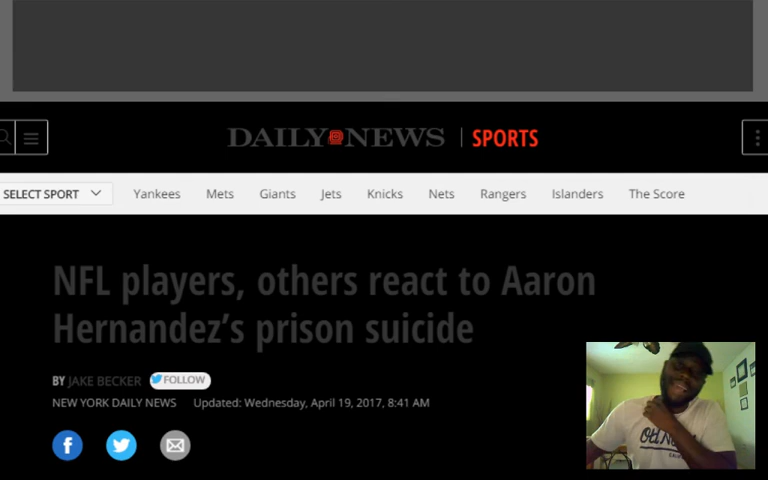 DAILY NEWS | SPORTS
SELECT SPORT Yankees Mets Giants Jets Knicks Nets Rangers Islanders The Score
NFL players, others react to Aaron
Hernandez's prison suicide
BY JAKE BECKER FOLLOW
NEW YORK DAILY NEWS Updated: Wednesday, April 19, 2017, 8:41 AM